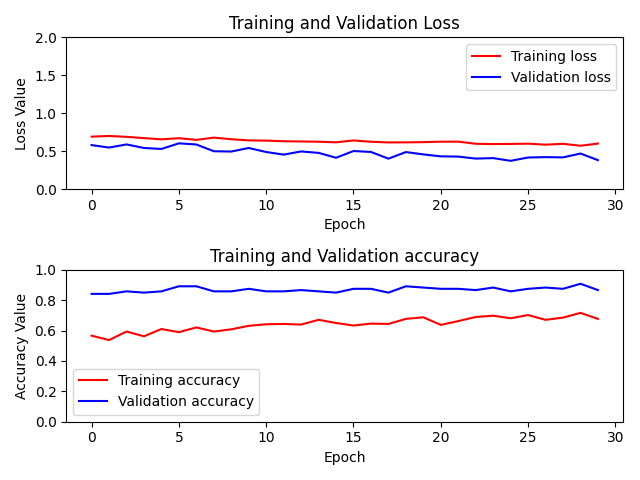 Training and Validation Loss
2.0
1.5
1.0
0.5
0.0
Loss Value
Training loss
Validation loss
0 5 10 15 20 25 30
Epoch
Training and Validation accuracy
1.0
0.8
0.6
0.4
0.2
0.0
Accuracy Value
Training accuracy
Validation accuracy
0 5 10 15 20 25 30
Epoch